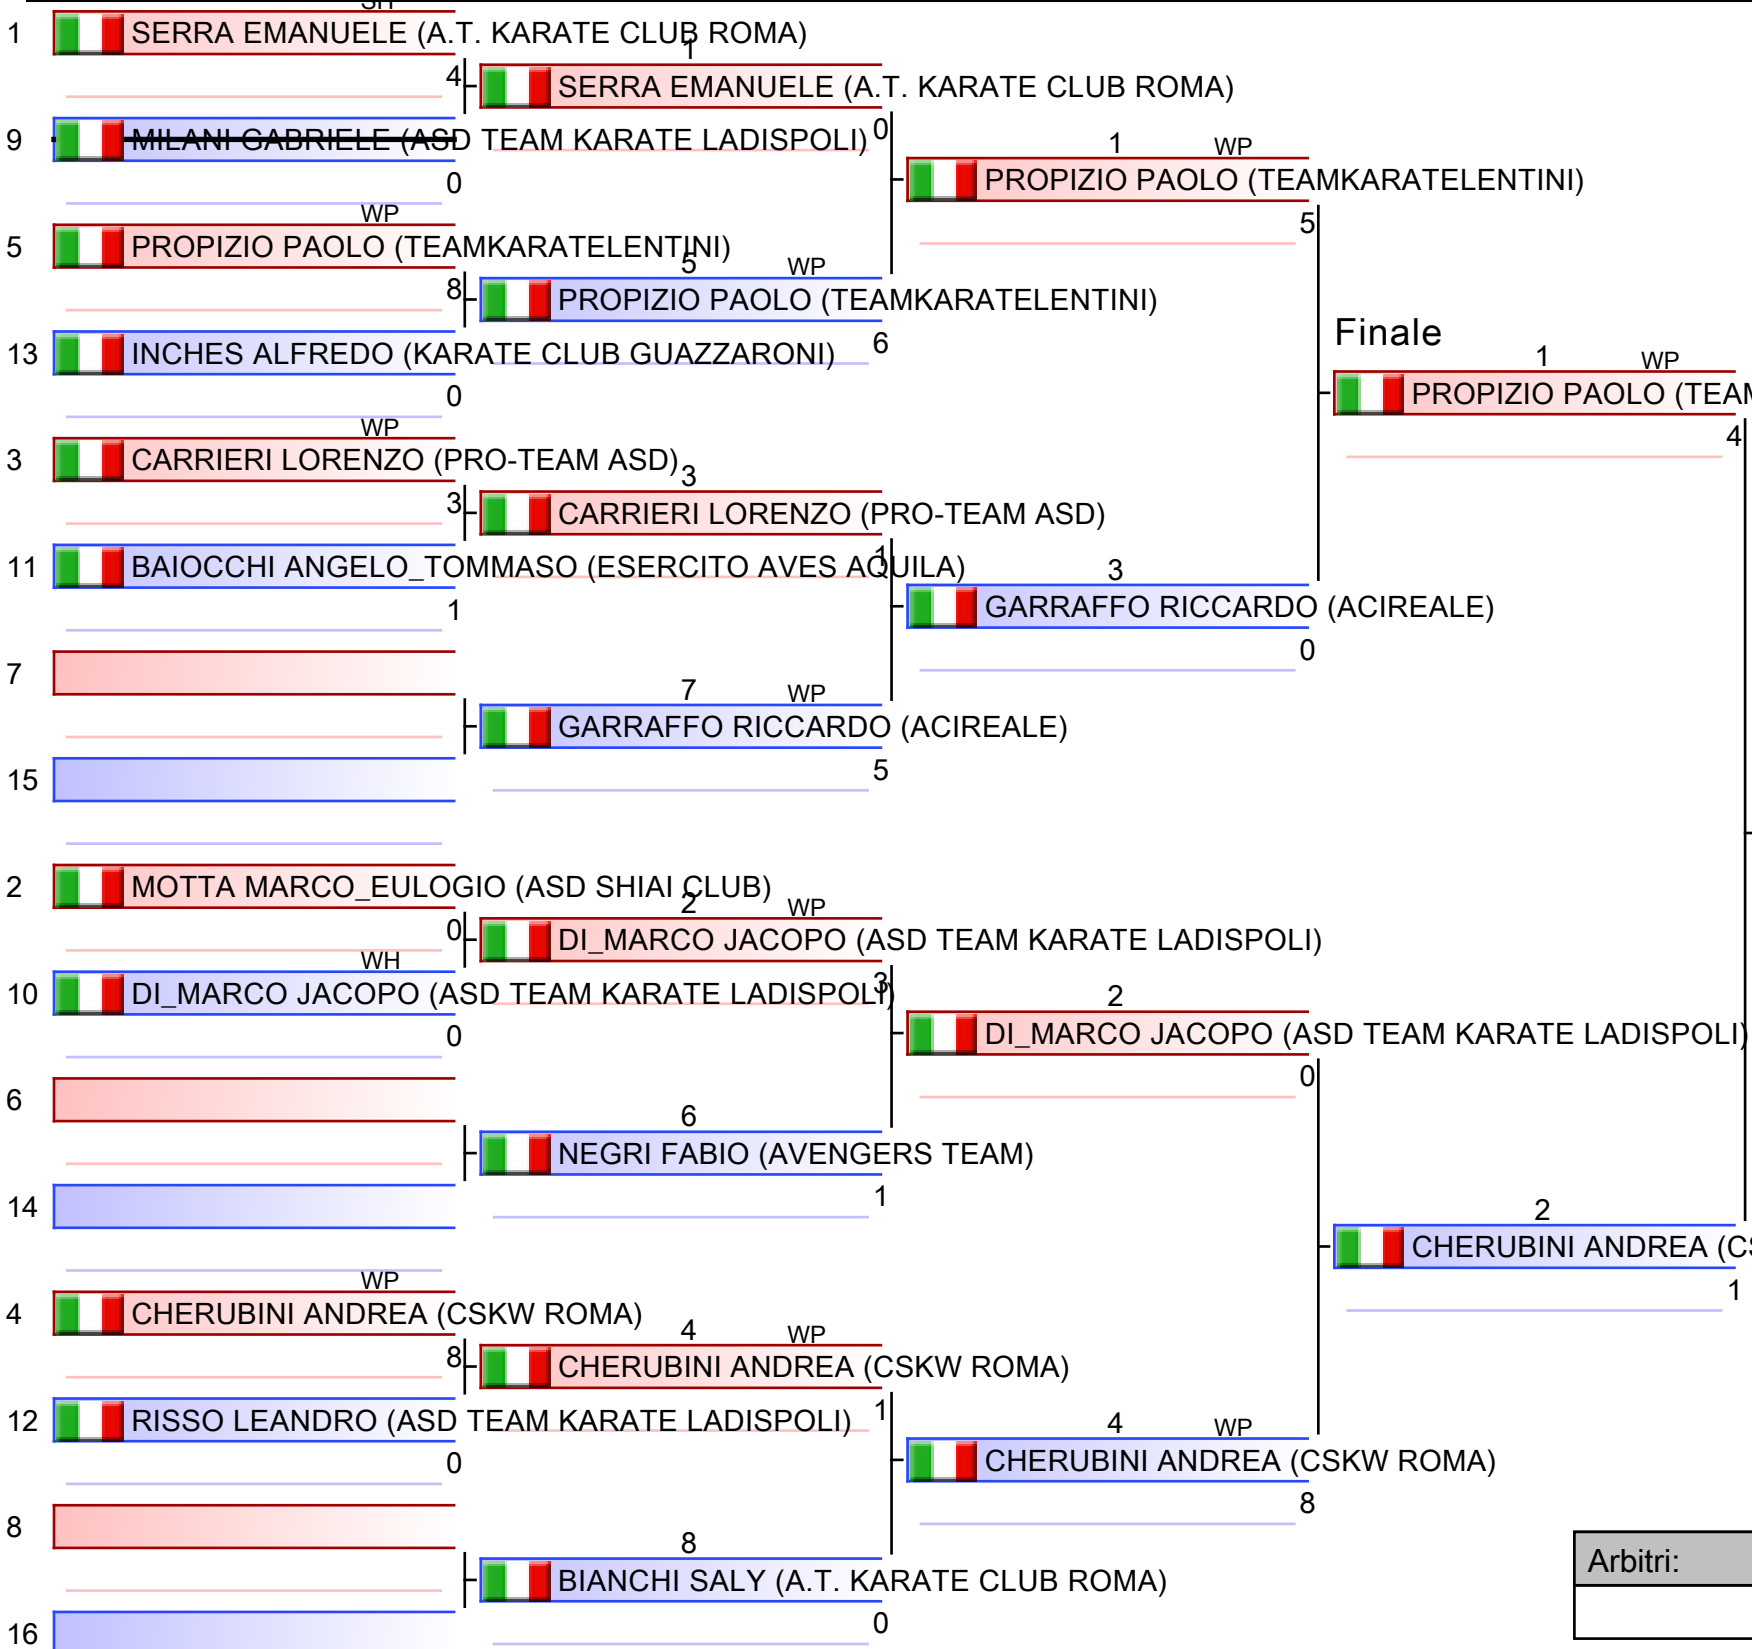 SH
1 SERRA EMANUELE (A.T. KARATE CLUB ROMA)
4
9 MILANI GABRIELE (ASD TEAM KARATE LADISPOLI)
0
WP
5 PROPIZIO PAOLO (TEAMKARATELENTINI)
8
13 INCHES ALFREDO (KARATE CLUB GUAZZARONI)
0
WP
3 CARRIERI LORENZO (PRO-TEAM ASD)
3
11 BAIOCCHI ANGELO_TOMMASO (ESERCITO AVES AQUILA)
1
7
15
2 MOTTA MARCO_EULOGIO (ASD SHIAI CLUB)
0
WH
10 DI_MARCO JACOPO (ASD TEAM KARATE LADISPOLI)
0
6
14
WP
4 CHERUBINI ANDREA (CSKW ROMA)
8
12 RISSO LEANDRO (ASD TEAM KARATE LADISPOLI)
0
8
16
1
SERRA EMANUELE (A.T. KARATE CLUB ROMA)
0
5 WP
PROPIZIO PAOLO (TEAMKARATELENTINI)
6
3
CARRIERI LORENZO (PRO-TEAM ASD)
1
7 WP
GARRAFFO RICCARDO (ACIREALE)
5
2 WP
DI_MARCO JACOPO (ASD TEAM KARATE LADISPOLI)
3
6
NEGRI FABIO (AVENGERS TEAM)
1
4 WP
CHERUBINI ANDREA (CSKW ROMA)
1
8
BIANCHI SALY (A.T. KARATE CLUB ROMA)
0
1 WP
PROPIZIO PAOLO (TEAMKARATELENTINI)
5
3
GARRAFFO RICCARDO (ACIREALE)
0
2
DI_MARCO JACOPO (ASD TEAM KARATE LADISPOLI)
0
4 WP
CHERUBINI ANDREA (CSKW ROMA)
8
Finale
1 WP
PROPIZIO PAOLO (TEAM
4
2
CHERUBINI ANDREA (CS
1
Arbitri: